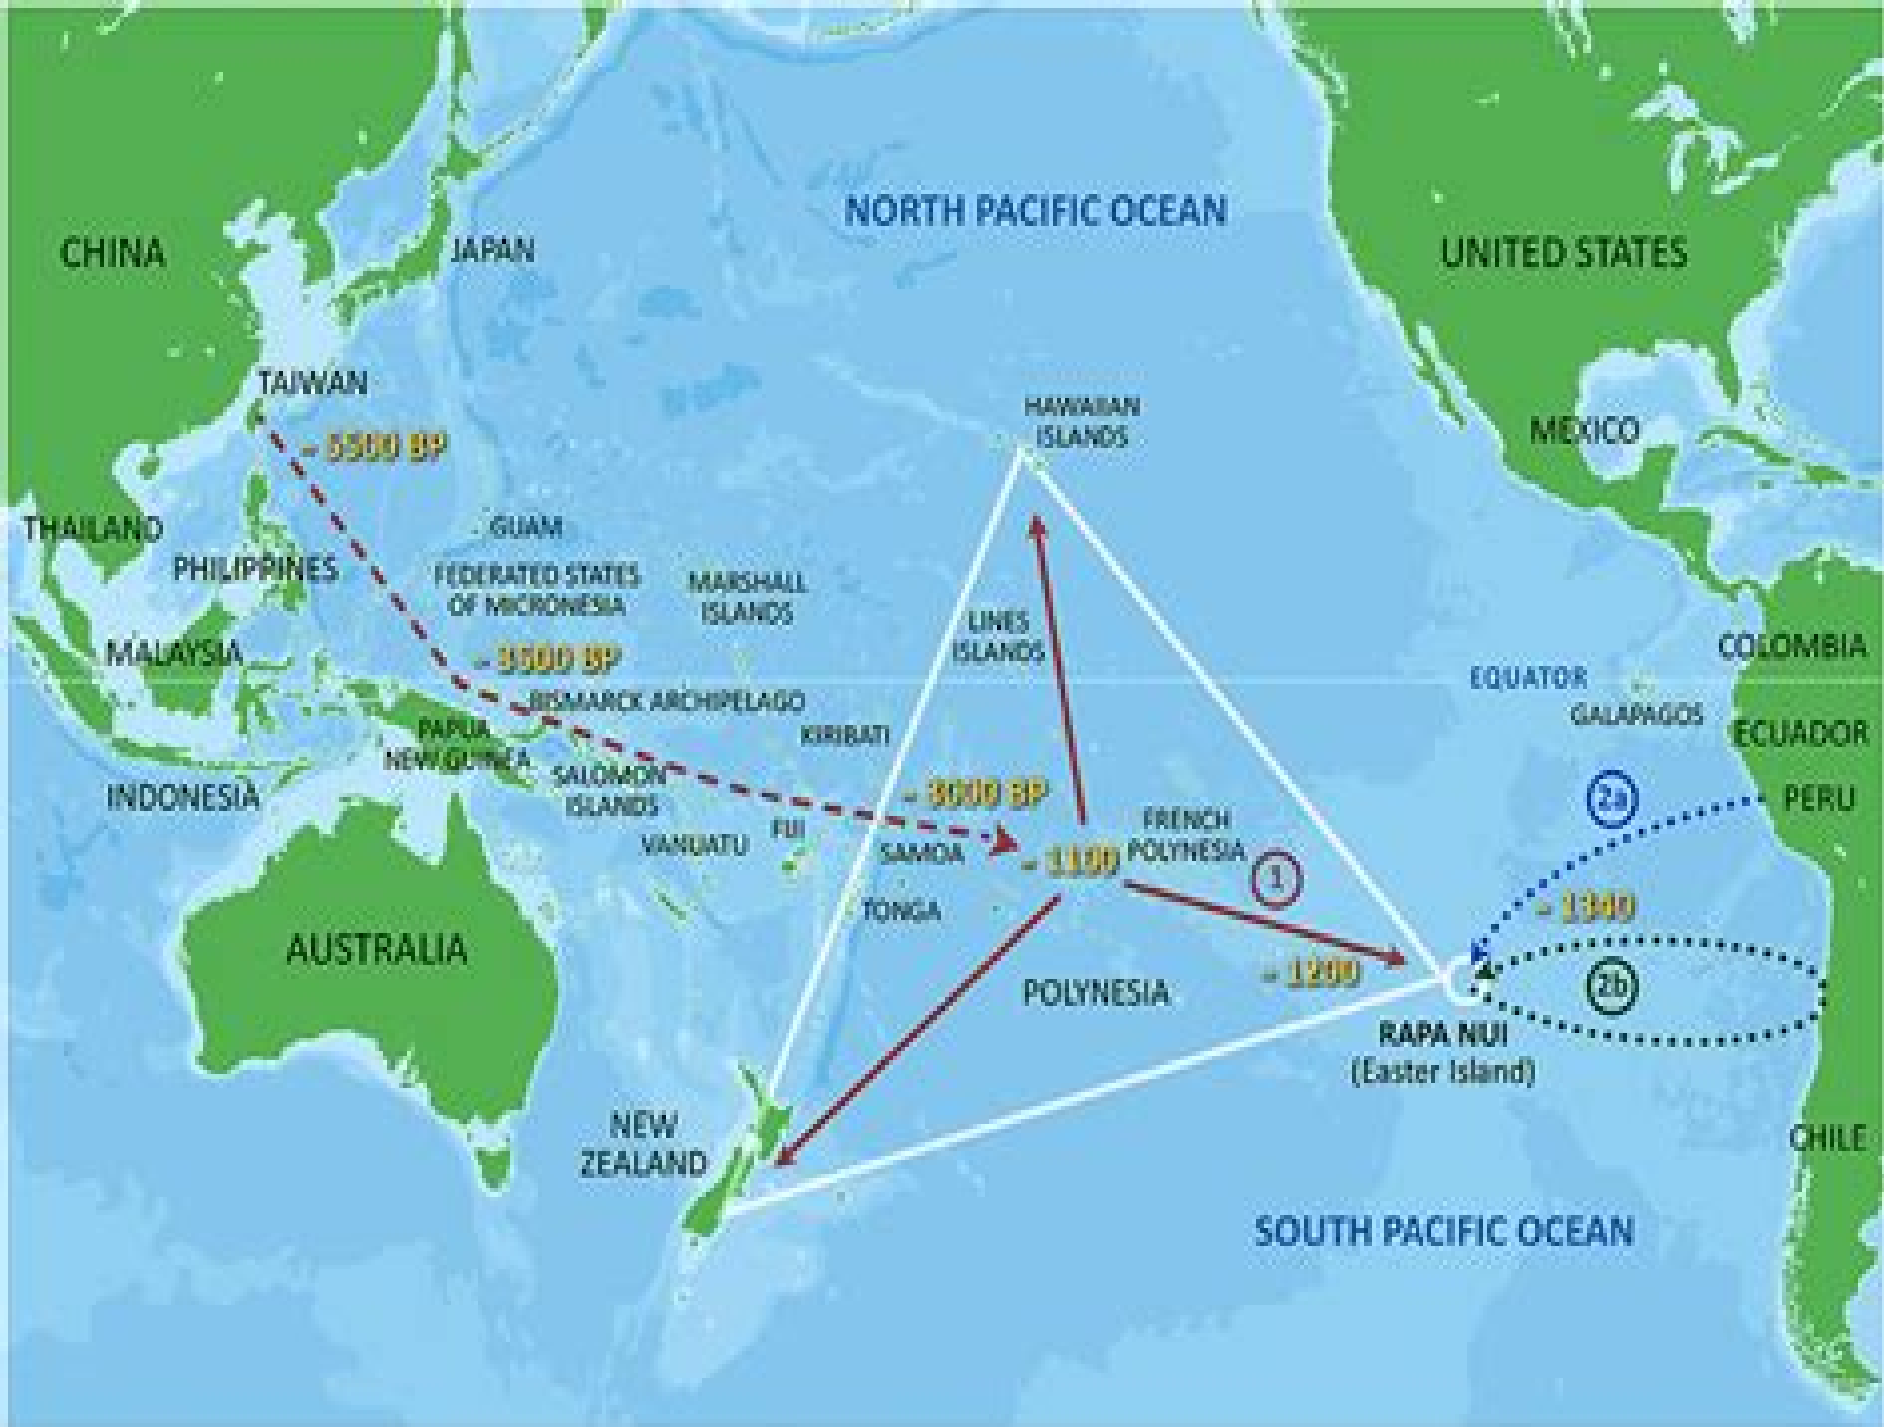 NORTH PACIFIC OCEAN
CHINA
JAPAN
UNITED STATES
TAIWAN
HAWAIIAN
ISLANDS
MEXICO
~ 5500 BP
THAILAND
GUAM
PHILIPPINES
FEDERATED STATES
OF MICRONESIA
MARSHALL
ISLANDS
LINES
ISLANDS
MALAYSIA
COLOMBIA
~ 3500 BP
EQUATOR
BISMARCK ARCHIPELAGO
GALAPAGOS
PAPUA
NEW GUINEA
KIRIBATI
ECUADOR
SALOMON
ISLANDS
INDONESIA
~ 3000 BP
2a
PERU
FIJI
FRENCH
POLYNESIA
VANUATU
SAMOA
~ 1100
1
TONGA
~ 1340
AUSTRALIA
~ 1200
POLYNESIA
2b
RAPA NUI
(Easter Island)
NEW
ZEALAND
CHILE
SOUTH PACIFIC OCEAN